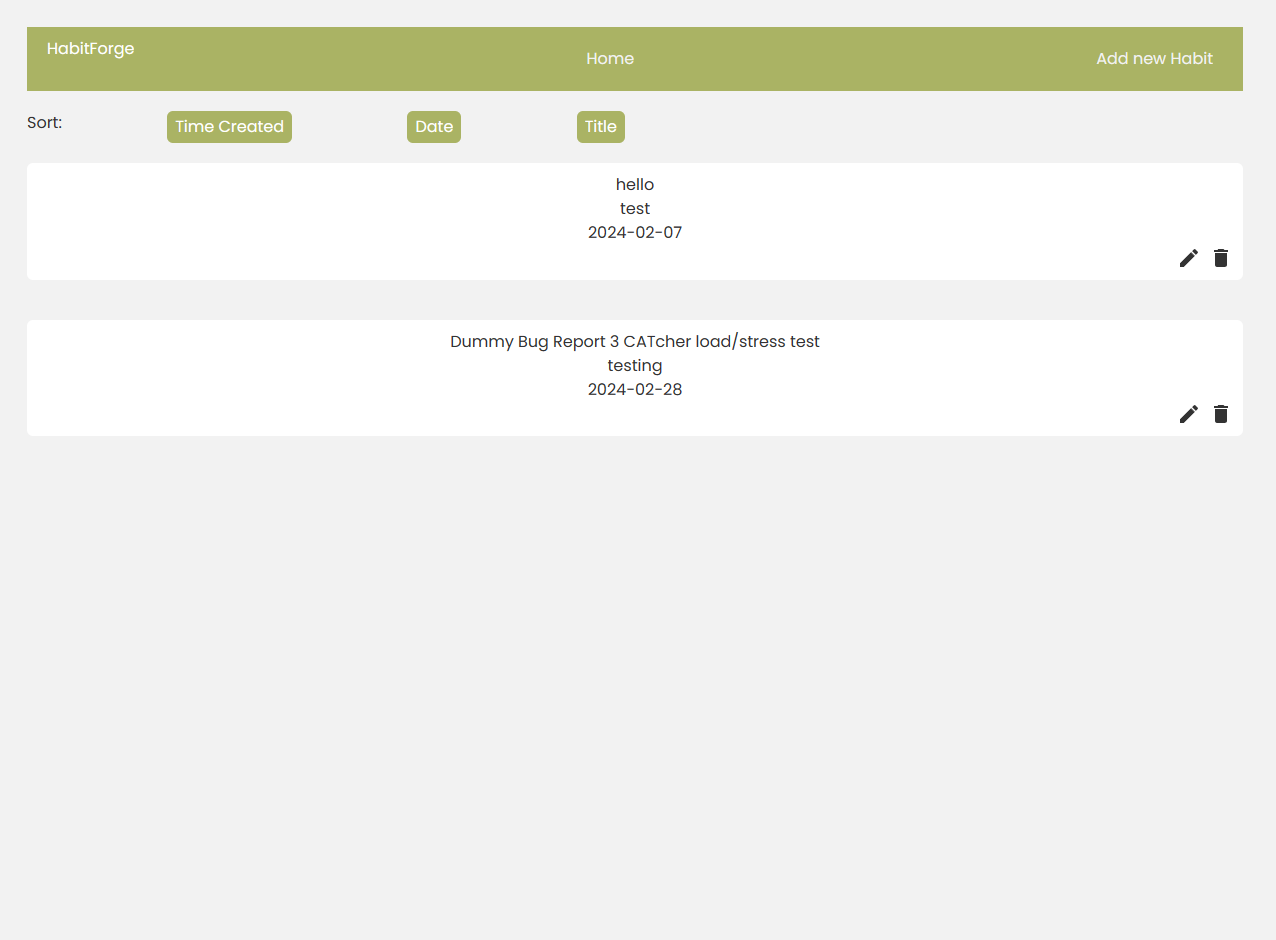 HabitForge
Home
Add new Habit
Sort:
Time Created
Date
Title
hello
test
2024-02-07
Dummy Bug Report 3 CATcher load/stress test
testing
2024-02-28